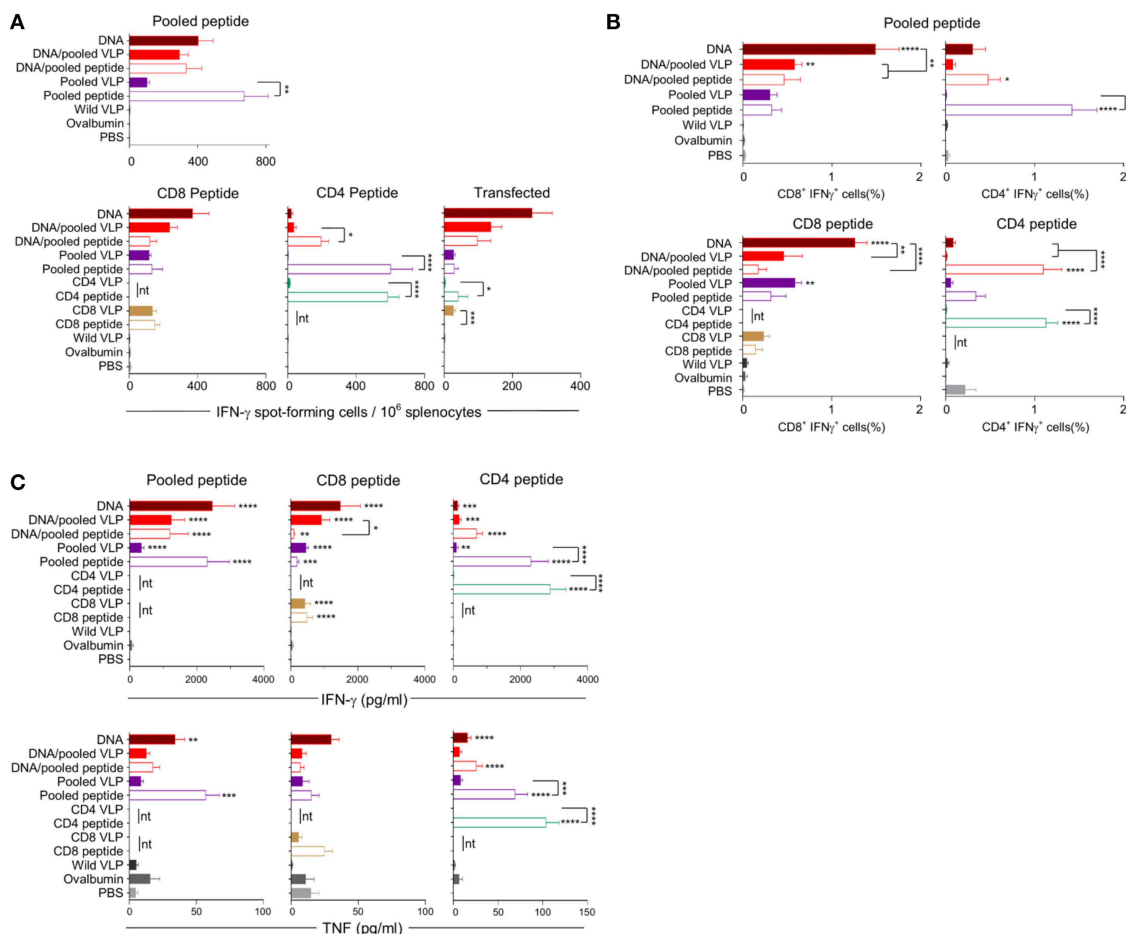 A
Pooled peptide
DNA
DNA/pooled VLP
DNA/pooled peptide
Pooled VLP
Pooled peptide
Wild VLP
Ovalbumin
PBS
**
0 400 800
CD8 Peptide CD4 Peptide Transfected
DNA
DNA/pooled VLP
DNA/pooled peptide
*
Pooled VLP
Pooled peptide
****
CD4 VLP
CD4 peptide
nt
****
*
CD8 VLP
CD8 peptide
nt
***
Wild VLP
Ovalbumin
PBS
0 400 800 0 400 800 0 200 400
IFN-γ spot-forming cells / 10⁶ splenocytes
B
Pooled peptide
DNA ****
DNA/pooled VLP **
**
DNA/pooled peptide *
Pooled VLP
Pooled peptide ****
Wild VLP
Ovalbumin
PBS
0 1 2 0 1 2
CD8⁺ IFNγ⁺ cells(%) CD4⁺ IFNγ⁺ cells(%)
CD8 peptide CD4 peptide
DNA ****
DNA/pooled VLP
** **** ****
DNA/pooled peptide ****
Pooled VLP **
Pooled peptide
CD4 VLP
nt
CD4 peptide ****
****
CD8 VLP
nt
CD8 peptide
Wild VLP
Ovalbumin
PBS
0 1 2 0 1 2
CD8⁺ IFNγ⁺ cells(%) CD4⁺ IFNγ⁺ cells(%)
C
Pooled peptide CD8 peptide CD4 peptide
DNA **** **** ***
DNA/pooled VLP **** **** ***
*
DNA/pooled peptide **** ** ****
Pooled VLP **** **** **
****
Pooled peptide **** *** ****
CD4 VLP
nt nt ****
CD4 peptide ****
CD8 VLP ****
nt nt
CD8 peptide ****
Wild VLP
Ovalbumin
PBS
0 2000 4000 0 2000 4000 0 2000 4000
IFN-γ (pg/ml)
DNA ** ****
DNA/pooled VLP
DNA/pooled peptide ****
Pooled VLP
***
Pooled peptide *** ****
CD4 VLP
nt nt ****
CD4 peptide ****
CD8 VLP
nt nt
CD8 peptide
Wild VLP
Ovalbumin
PBS
0 50 100 0 50 100 0 50 100 150
TNF (pg/ml)